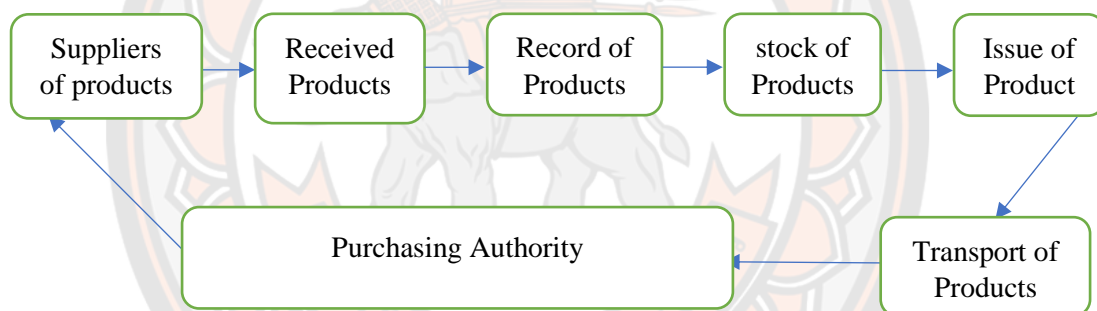 Suppliers
of products
Received
Products
Record of
Products
stock of
Products
Issue of
Product
Purchasing Authority
Transport of
Products